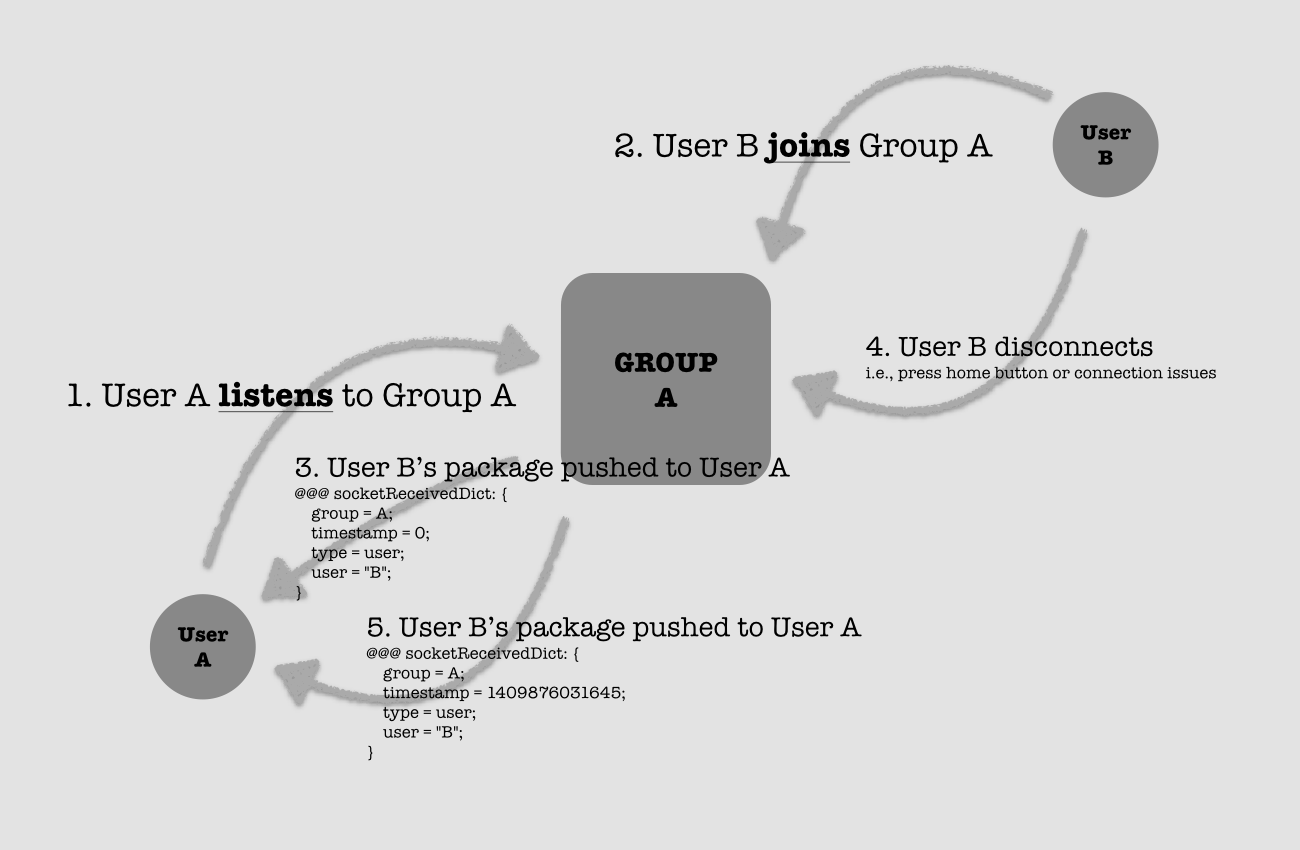 User
B
2. User B joins Group A
4. User B disconnects
i.e., press home button or connection issues
GROUP
A
1. User A listens to Group A
3. User B’s package pushed to User A
@@@ socketReceivedDict: {
group = A;
timestamp = 0;
type = user;
user = "B";
}
User
A
5. User B’s package pushed to User A
@@@ socketReceivedDict: {
group = A;
timestamp = 1409876031645;
type = user;
user = "B";
}